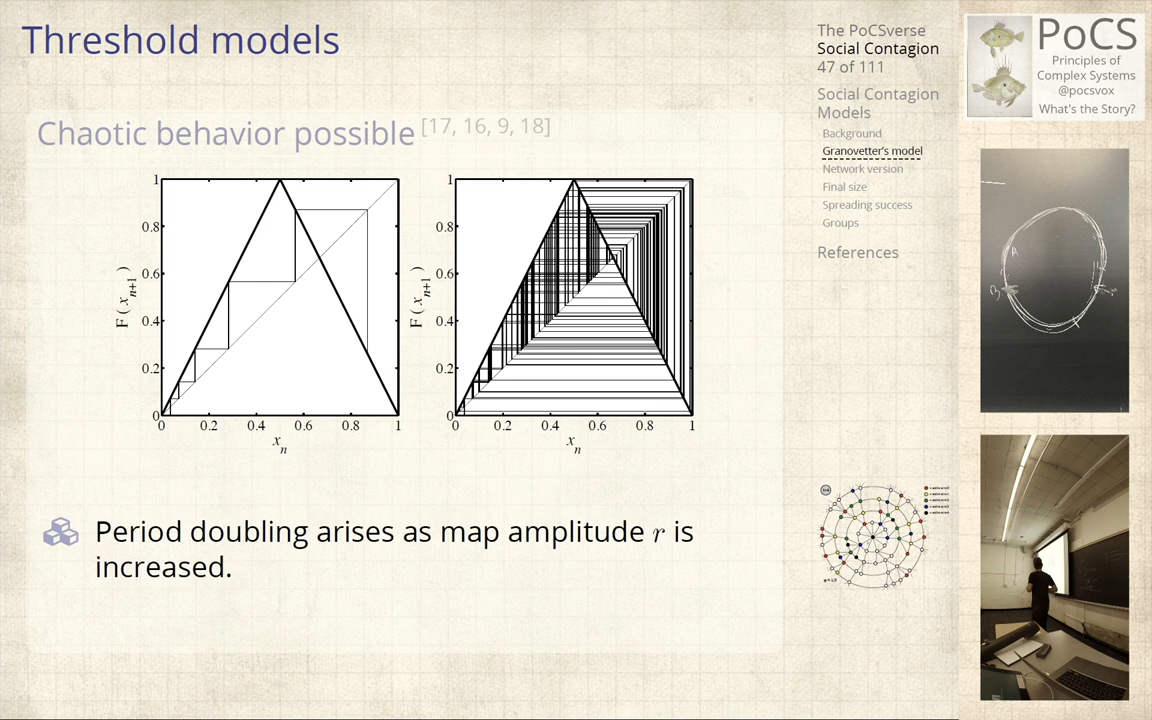 Threshold models
Chaotic behavior possible [17, 16, 9, 18]
1
0.8
0.6
0.4
0.2
0
F ( x n+1 )
0 0.2 0.4 0.6 0.8 1
x n
1
0.8
0.6
0.4
0.2
0
F ( x n+1 )
0 0.2 0.4 0.6 0.8 1
x n
Period doubling arises as map amplitude r is
increased.
The PoCSverse
Social Contagion
47 of 111
Social Contagion
Models
Background
Granovetter's model
Network version
Final size
Spreading success
Groups
References
PoCS
Principles of
Complex Systems
@pocsvox
What's the Story?